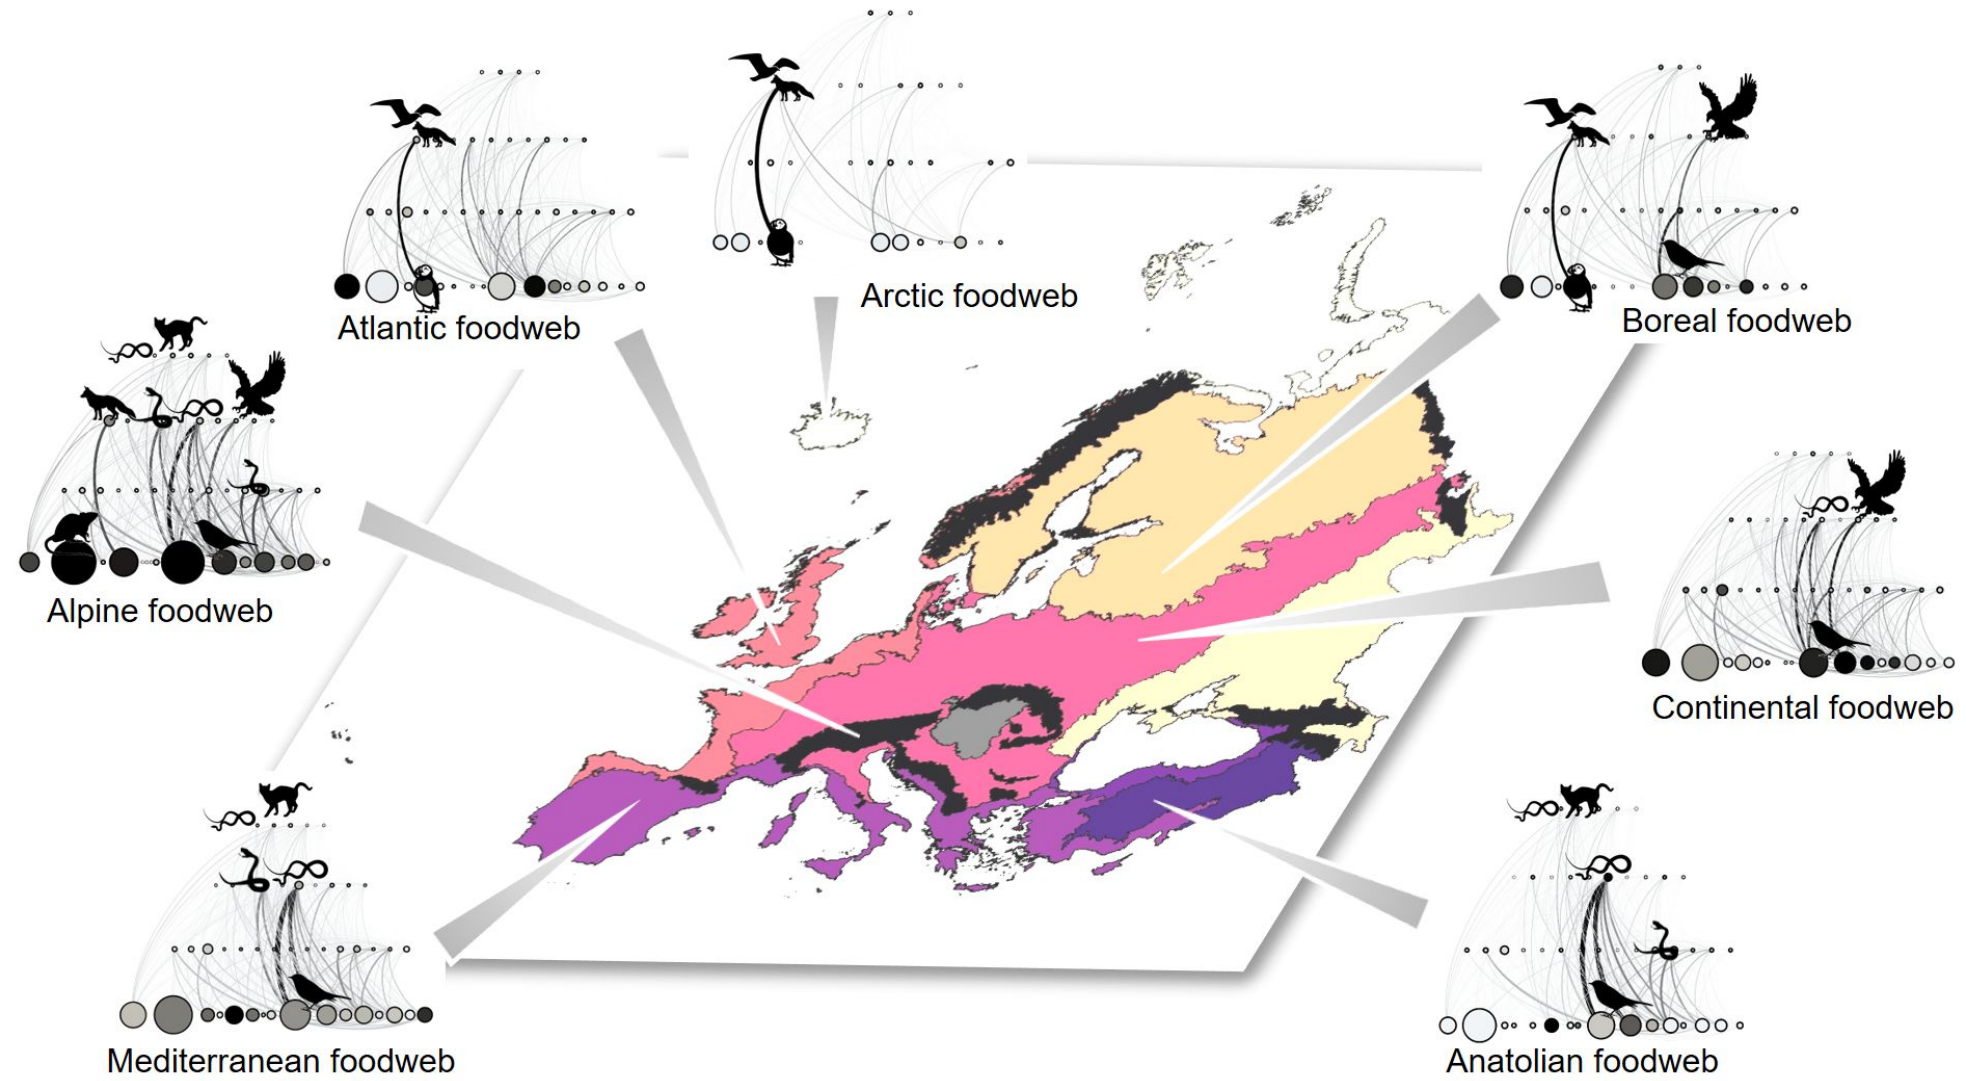 Arctic foodweb
Atlantic foodweb
Boreal foodweb
Alpine foodweb
Continental foodweb
Mediterranean foodweb
Anatolian foodweb